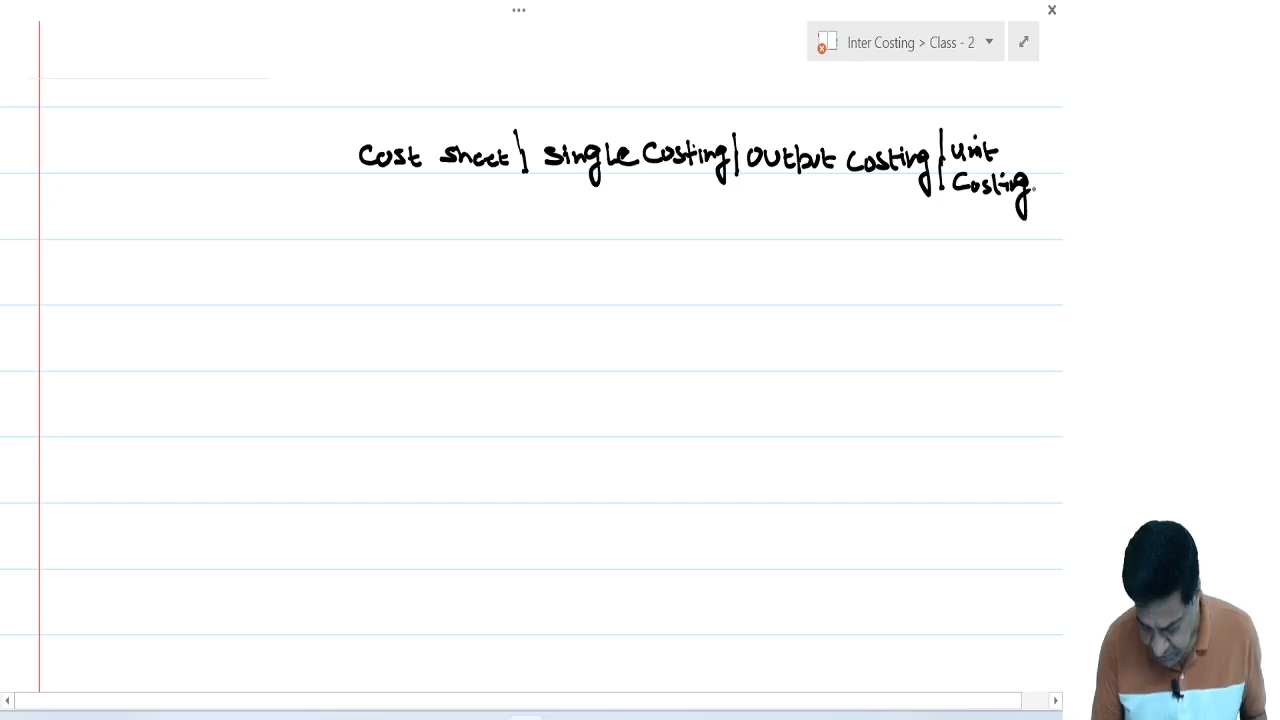 Inter Costing > Class - 2
Cost sheet | Single Costing | Output Costing | Unit
Costing